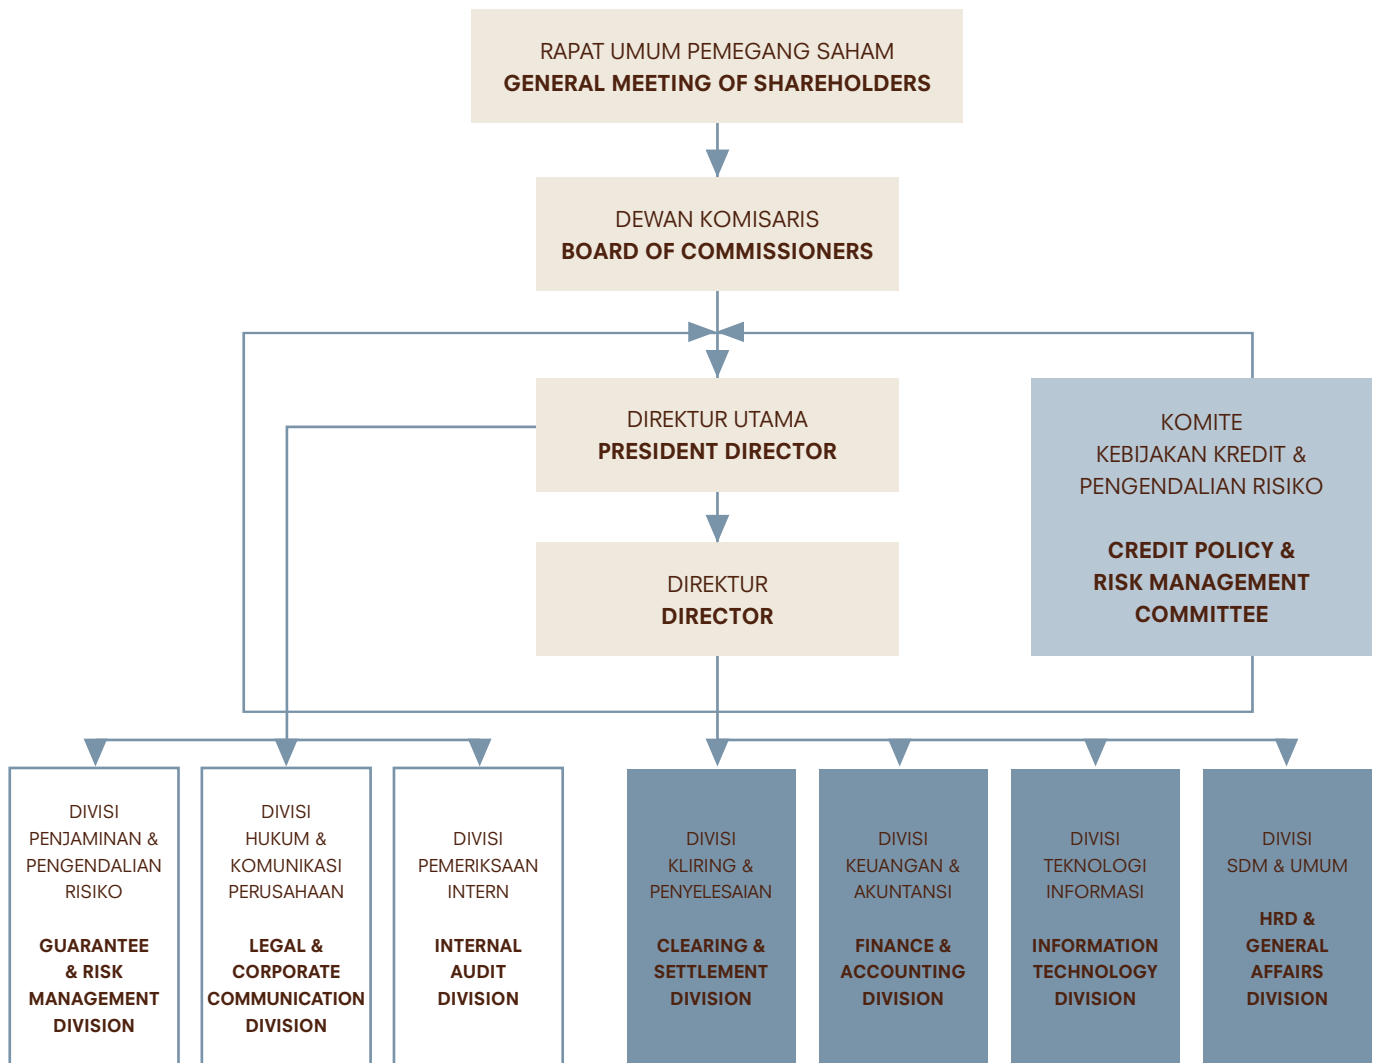 RAPAT UMUM PEMEGANG SAHAM
GENERAL MEETING OF SHAREHOLDERS
DEWAN KOMISARIS
BOARD OF COMMISSIONERS
DIREKTUR UTAMA
PRESIDENT DIRECTOR
DIREKTUR
DIRECTOR
KOMITE
KEBIJAKAN KREDIT &
PENGENDALIAN RISIKO
CREDIT POLICY &
RISK MANAGEMENT
COMMITTEE
DIVISI
PENJAMINAN &
PENGENDALIAN
RISIKO
GUARANTEE
& RISK
MANAGEMENT
DIVISION
DIVISI
HUKUM &
KOMUNIKASI
PERUSAHAAN
LEGAL &
CORPORATE
COMMUNICATION
DIVISION
DIVISI
PEMERIKSAAN
INTERN
INTERNAL
AUDIT
DIVISION
DIVISI
KLIRING &
PENYELESAIAN
CLEARING &
SETTLEMENT
DIVISION
DIVISI
KEUANGAN &
AKUNTANSI
FINANCE &
ACCOUNTING
DIVISION
DIVISI
TEKNOLOGI
INFORMASI
INFORMATION
TECHNOLOGY
DIVISION
DIVISI
SDM & UMUM
HRD &
GENERAL
AFFAIRS
DIVISION